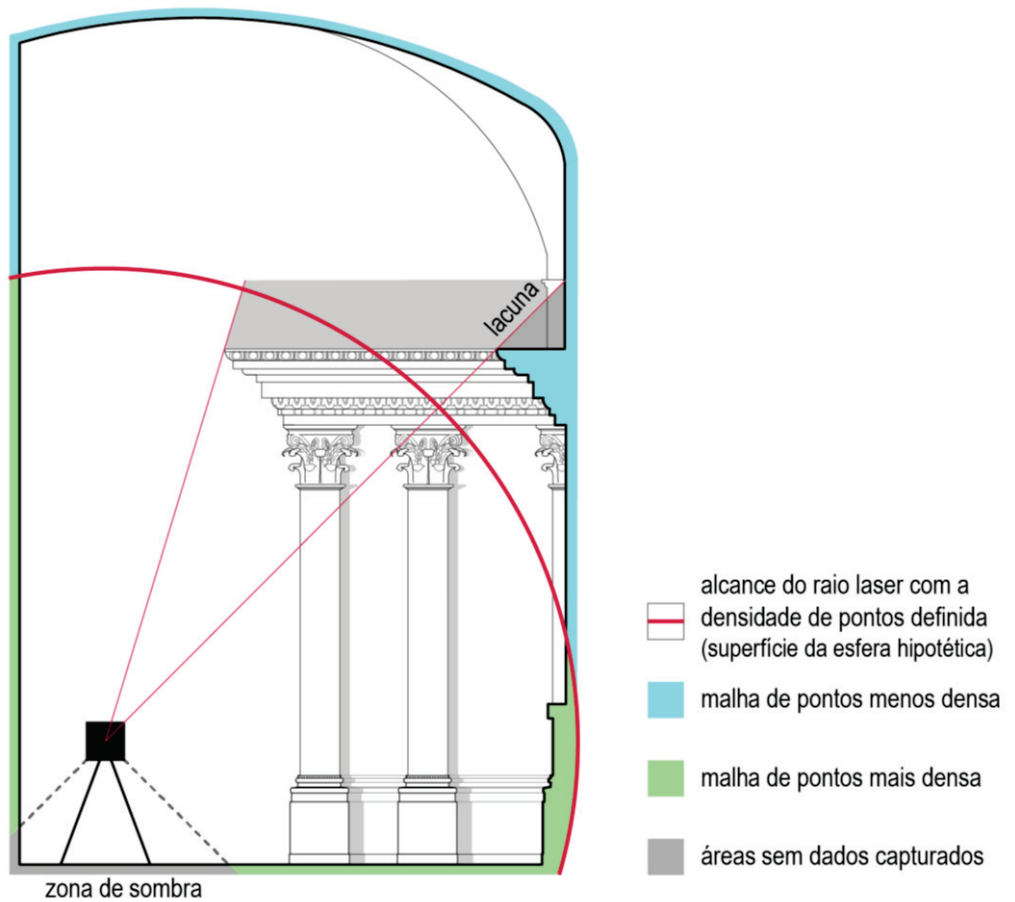 lacuna
alcance do raio laser com a
densidade de pontos definida
(superfície da esfera hipotética)
malha de pontos menos densa
malha de pontos mais densa
áreas sem dados capturados
zona de sombra